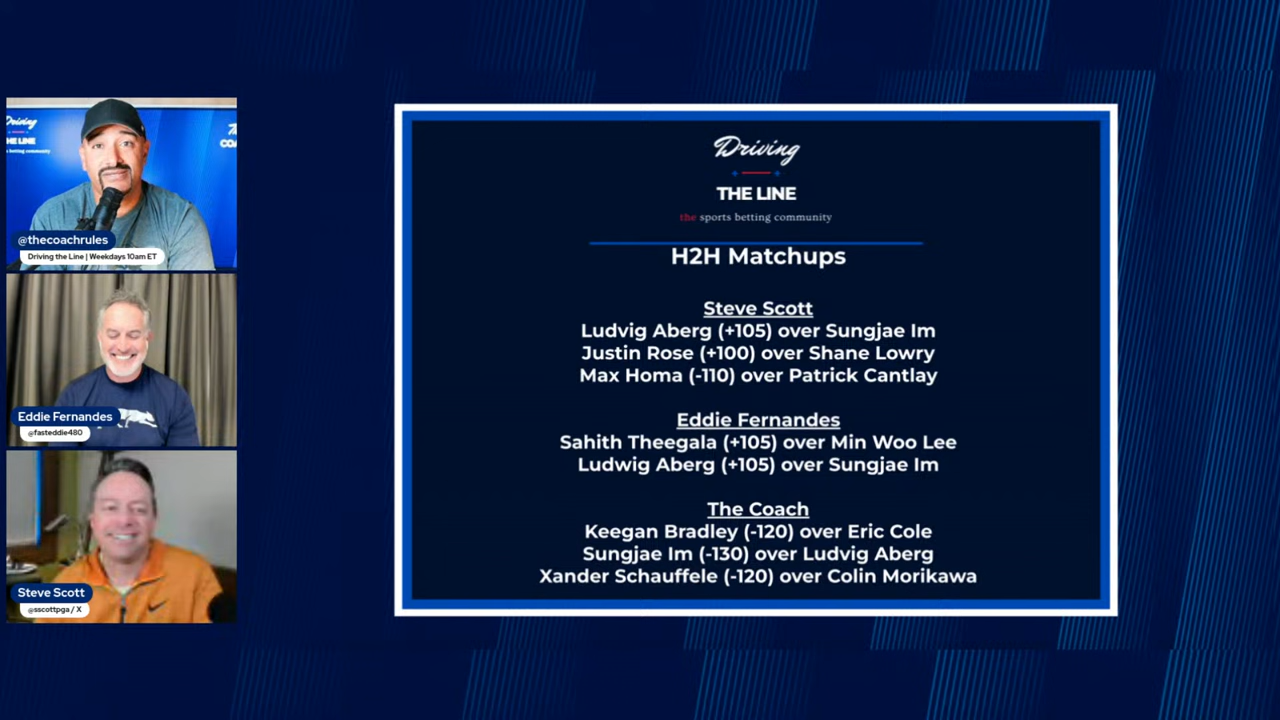 Driving
THE LINE
the sports betting community
H2H Matchups
Steve Scott
Ludvig Aberg (+105) over Sungjae Im
Justin Rose (+100) over Shane Lowry
Max Homa (-110) over Patrick Cantlay
Eddie Fernandes
Sahith Theegala (+105) over Min Woo Lee
Ludwig Aberg (+105) over Sungjae Im
The Coach
Keegan Bradley (-120) over Eric Cole
Sungjae Im (-130) over Ludvig Aberg
Xander Schauffele (-120) over Colin Morikawa
HE LINE
betting community
@thecoachrules
Driving the Line | Weekdays 10am ET
Eddie Fernandes
@fasteddie480
Steve Scott
@sscottpga / X